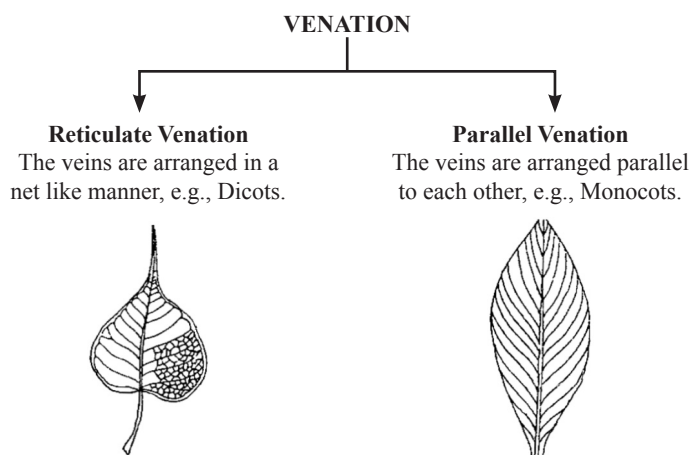 VENATION
Reticulate Venation
The veins are arranged in a
net like manner, e.g., Dicots.
Parallel Venation
The veins are arranged parallel
to each other, e.g., Monocots.